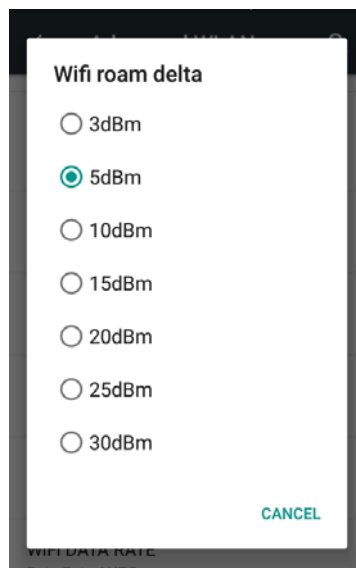 Wifi roam delta
3dBm
5dBm
10dBm
15dBm
20dBm
25dBm
30dBm
CANCEL
WIFI DATA RATE